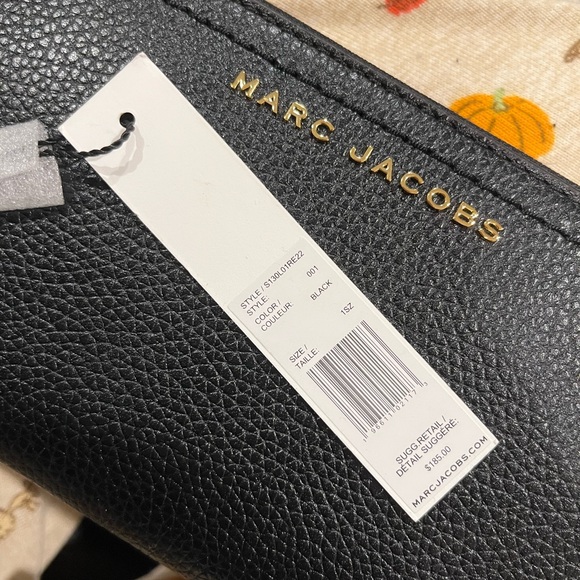 MARC JACOBS
STYLE / S130L01RE22
STYLE:
COLOR / 001
COULEUR: BLACK
SIZE / 1SZ
TAILLE:
SUGG.RETAIL /
DÉTAIL SUGGÉRÉ:
$185.00
MARCJACOBS.COM